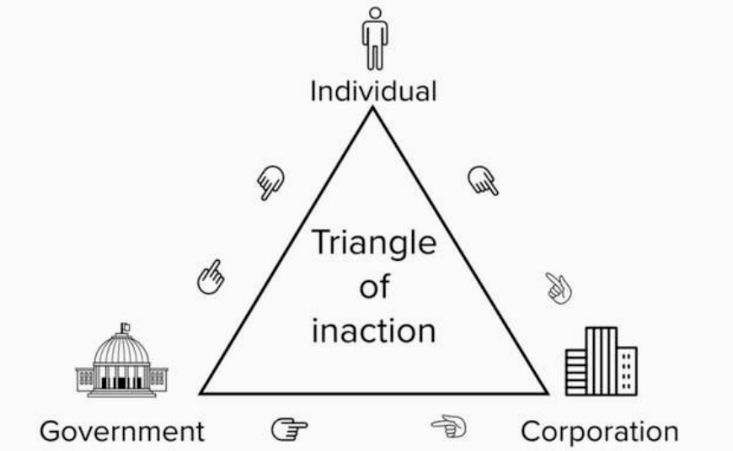 Individual
Triangle
of
inaction
Government
Corporation